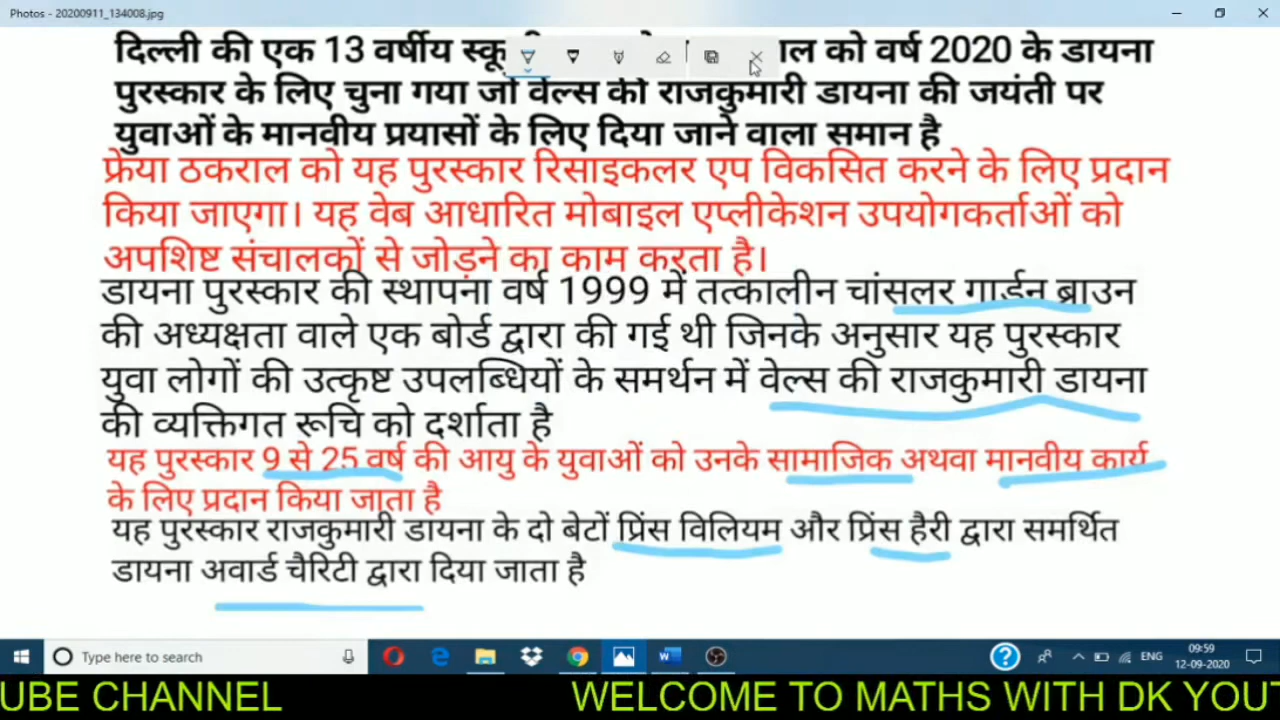 Photos - 20200911_134008.jpg
दिल्ली की एक 13 वर्षीय स्कू ाल को वर्ष 2020 के डायना
पुरस्कार के लिए चुना गया जो वेल्स की राजकुमारी डायना की जयंती पर
युवाओं के मानवीय प्रयासों के लिए दिया जाने वाला समान है
फ्रेया ठकराल को यह पुरस्कार रिसाइकलर एप विकसित करने के लिए प्रदान
किया जाएगा। यह वेब आधारित मोबाइल एप्लीकेशन उपयोगकर्ताओं को
अपशिष्ट संचालकों से जोड़ने का काम करता है।
डायना पुरस्कार की स्थापना वर्ष 1999 में तत्कालीन चांसलर गार्डन ब्राउन
की अध्यक्षता वाले एक बोर्ड द्वारा की गई थी जिनके अनुसार यह पुरस्कार
युवा लोगों की उत्कृष्ट उपलब्धियों के समर्थन में वेल्स की राजकुमारी डायना
की व्यक्तिगत रूचि को दर्शाता है
यह पुरस्कार 9 से 25 वर्ष की आयु के युवाओं को उनके सामाजिक अथवा मानवीय कार्य
के लिए प्रदान किया जाता है
यह पुरस्कार राजकुमारी डायना के दो बेटों प्रिंस विलियम और प्रिंस हैरी द्वारा समर्थित
डायना अवार्ड चैरिटी द्वारा दिया जाता है
Type here to search
ENG
09:59
12-09-2020
UBE CHANNEL WELCOME TO MATHS WITH DK YOUT